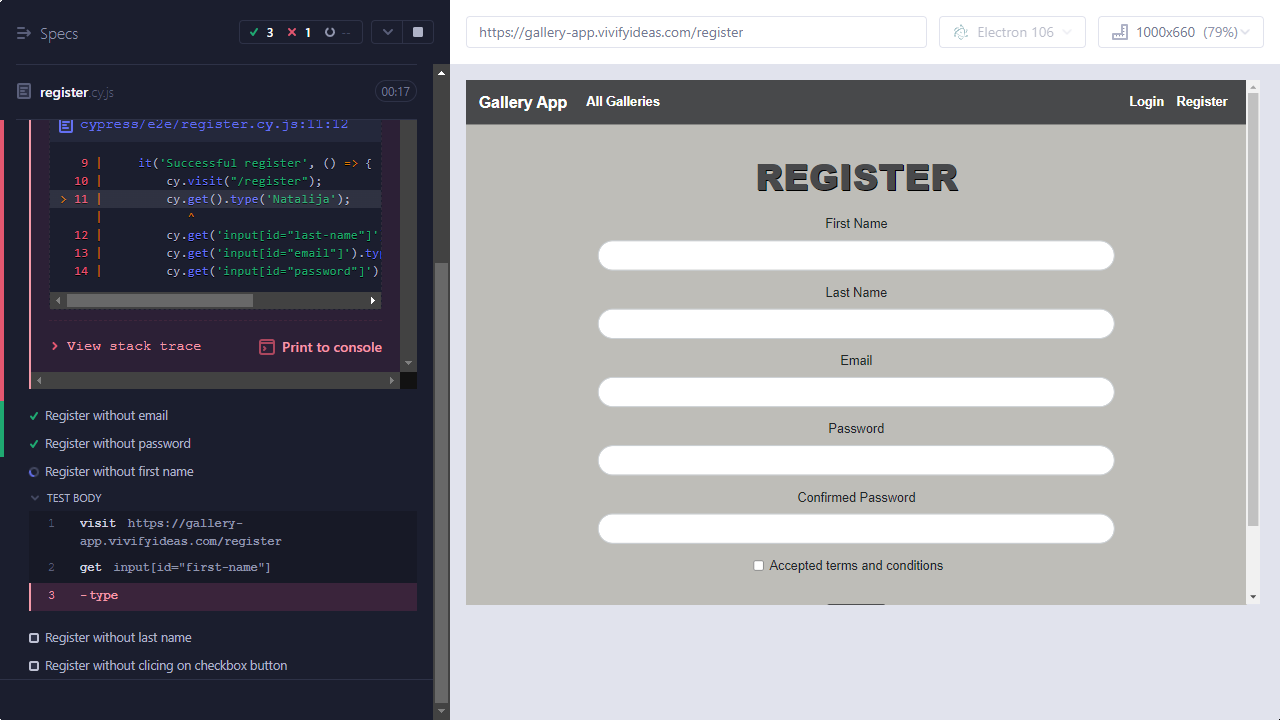 Specs
3
1
--
register.cy.js
00:17
cypress/e2e/register.cy.js:11:12
9 | it('Successful register', () => {
10 | cy.visit("/register");
> 11 | cy.get().type('Natalija');
| ^
12 | cy.get('input[id="last-name"]'
13 | cy.get('input[id="email"]').typ
14 | cy.get('input[id="password"]')
> View stack trace
Print to console
Register without email
Register without password
Register without first name
TEST BODY
1 visit https://gallery-
app.vivifyideas.com/register
2 get input[id="first-name"]
3 -type
Register without last name
Register without clicing on checkbox button
https://gallery-app.vivifyideas.com/register
Electron 106
1000x660 (79%)
Gallery App
All Galleries
Login
Register
REGISTER
First Name
Last Name
Email
Password
Confirmed Password
Accepted terms and conditions